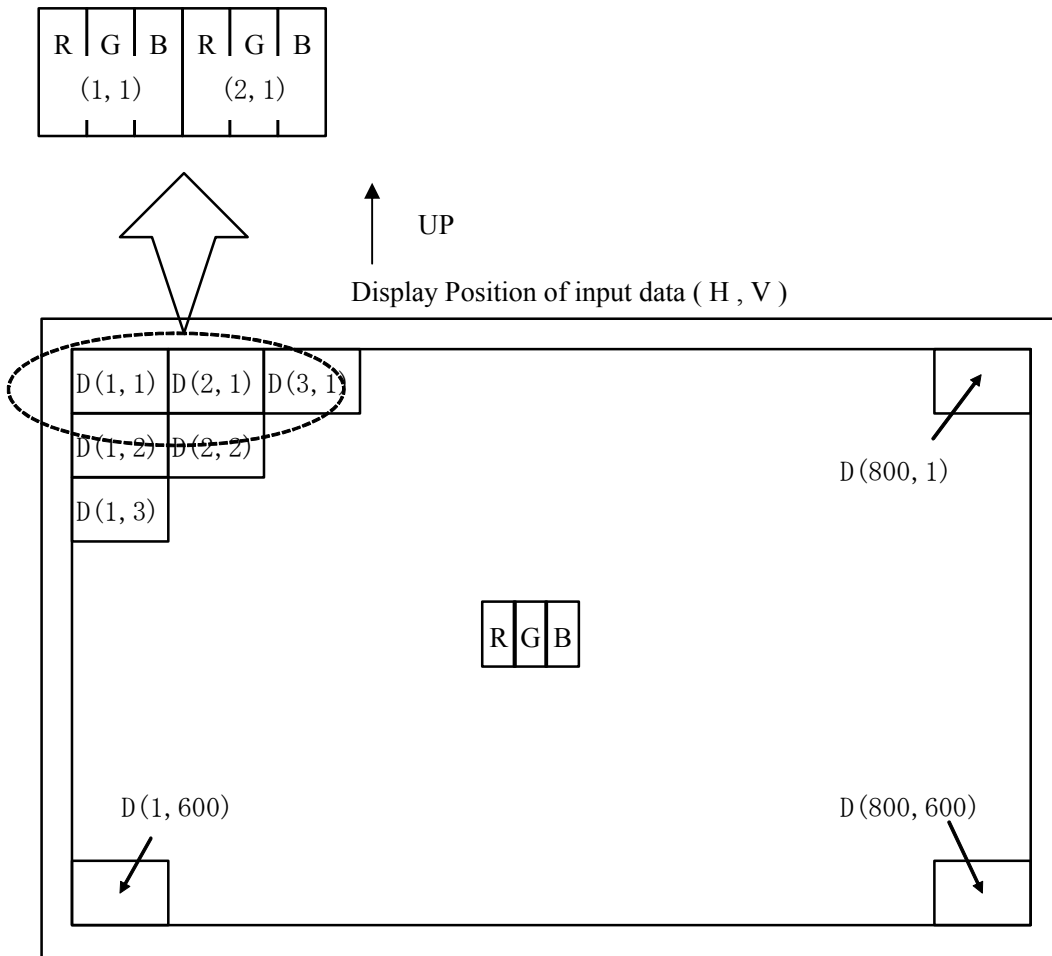 R G B R G B
(1,1) (2,1)
UP
Display Position of input data ( H , V )
D(1,1) D(2,1) D(3,1)
D(1,2) D(2,2)
D(800,1)
D(1,3)
R G B
D(1,600) D(800,600)